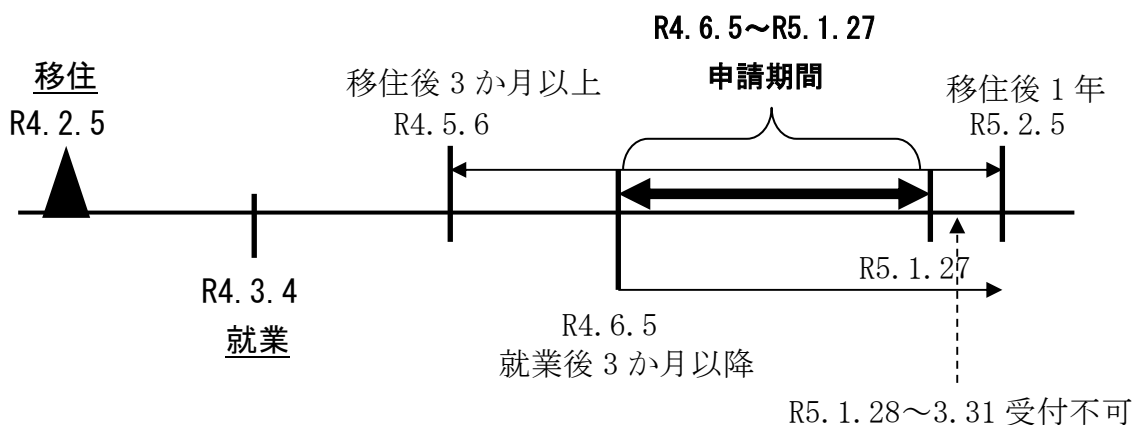 R4.6.5～R5.1.27
申請期間
移住
R4.2.5
移住後3か月以上
R4.5.6
移住後1年
R5.2.5
R4.3.4
就業
R5.1.27
R4.6.5
就業後3か月以降
R5.1.28～3.31受付不可